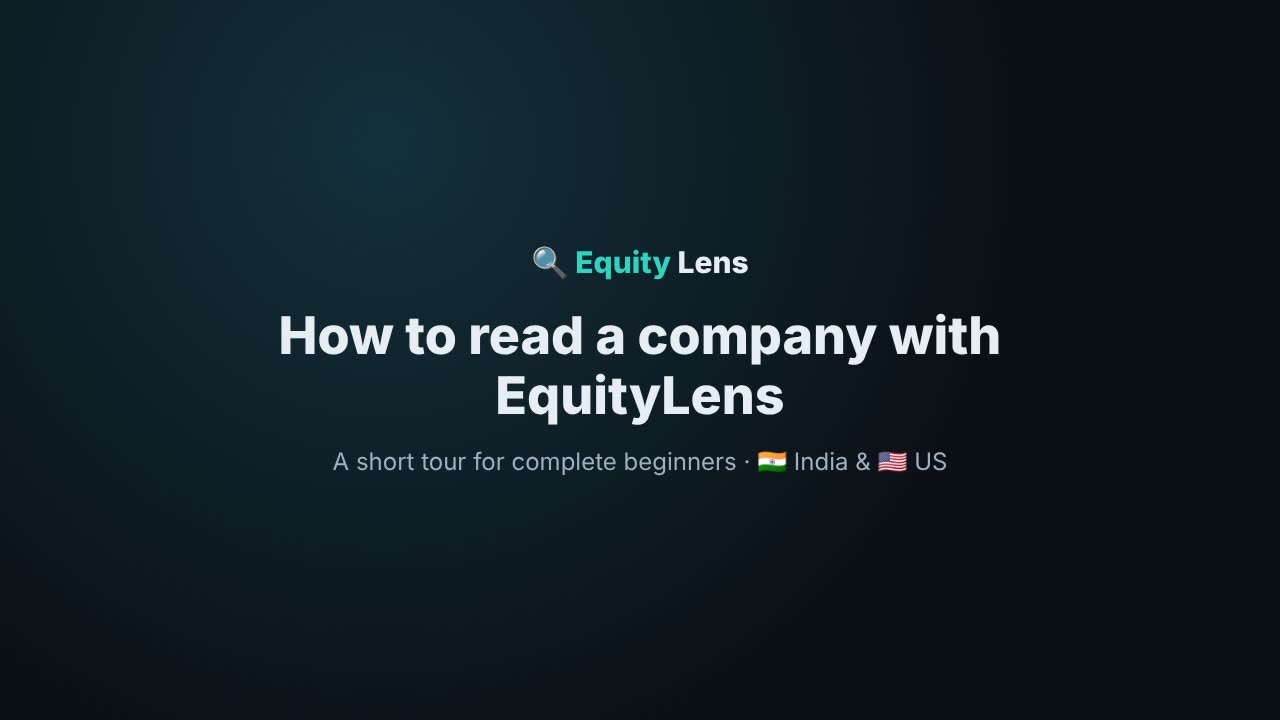 🔍 Equity Lens
How to read a company with
EquityLens
A short tour for complete beginners · 🇮🇳 India & 🇺🇸 US